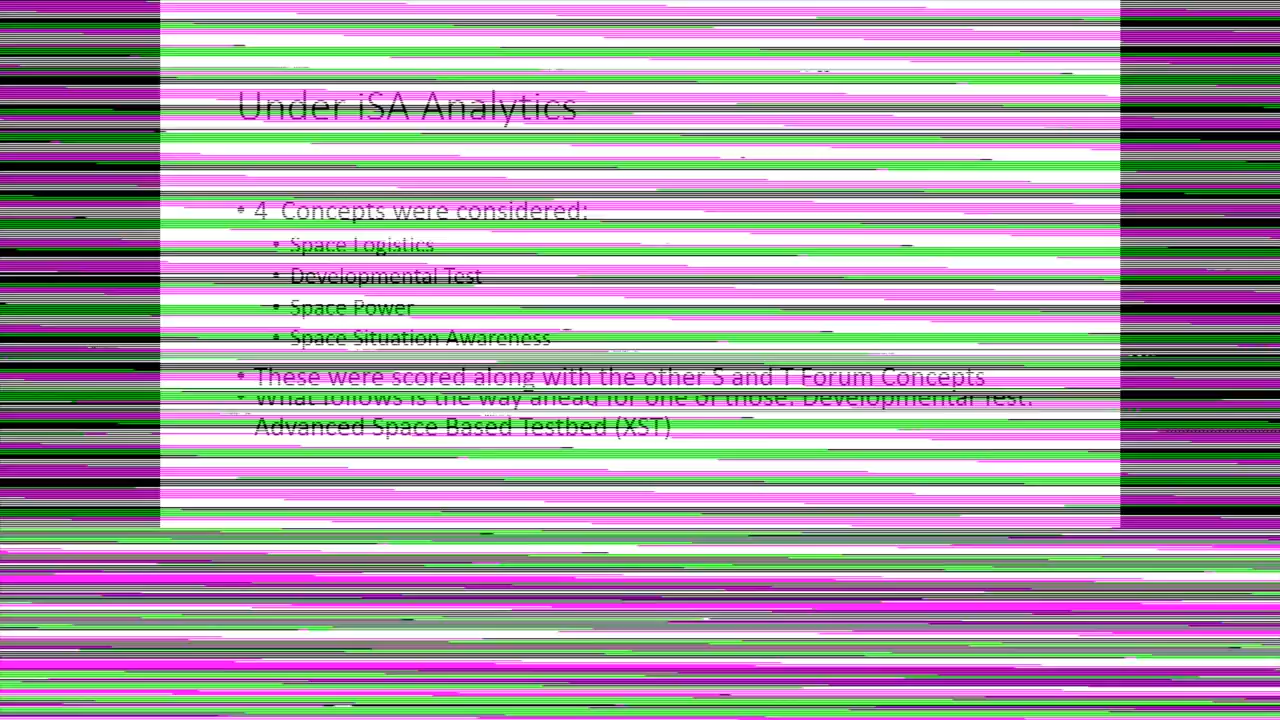 Under iSA Analytics
• 4 Concepts were considered:
• Space Logistics
• Developmental Test
• Space Power
• Space Situation Awareness
• These were scored along with the other S and T Forum Concepts
• What follows is the way ahead for one of those, Developmental Test,
Advanced Space Based Testbed (XST)